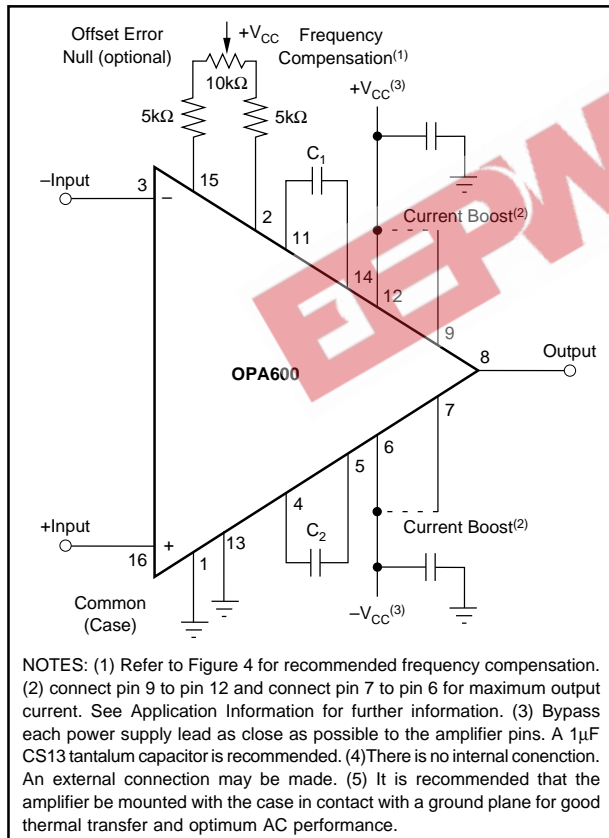 Offset Error
Null (optional)
+VCC
Frequency
Compensation(1)
10kΩ
5kΩ
5kΩ
+VCC(3)
C1
–Input
3
–
15
2
11
14
12
Current Boost(2)
9
8
Output
OPA600
7
6
5
4
C2
Current Boost(2)
+Input
16
+
1
13
Common
(Case)
–VCC(3)
EEPW
NOTES: (1) Refer to Figure 4 for recommended frequency compensation.
(2) connect pin 9 to pin 12 and connect pin 7 to pin 6 for maximum output
current. See Application Information for further information. (3) Bypass
each power supply lead as close as possible to the amplifier pins. A 1µF
CS13 tantalum capacitor is recommended. (4)There is no internal conenction.
An external connection may be made. (5) It is recommended that the
amplifier be mounted with the case in contact with a ground plane for good
thermal transfer and optimum AC performance.